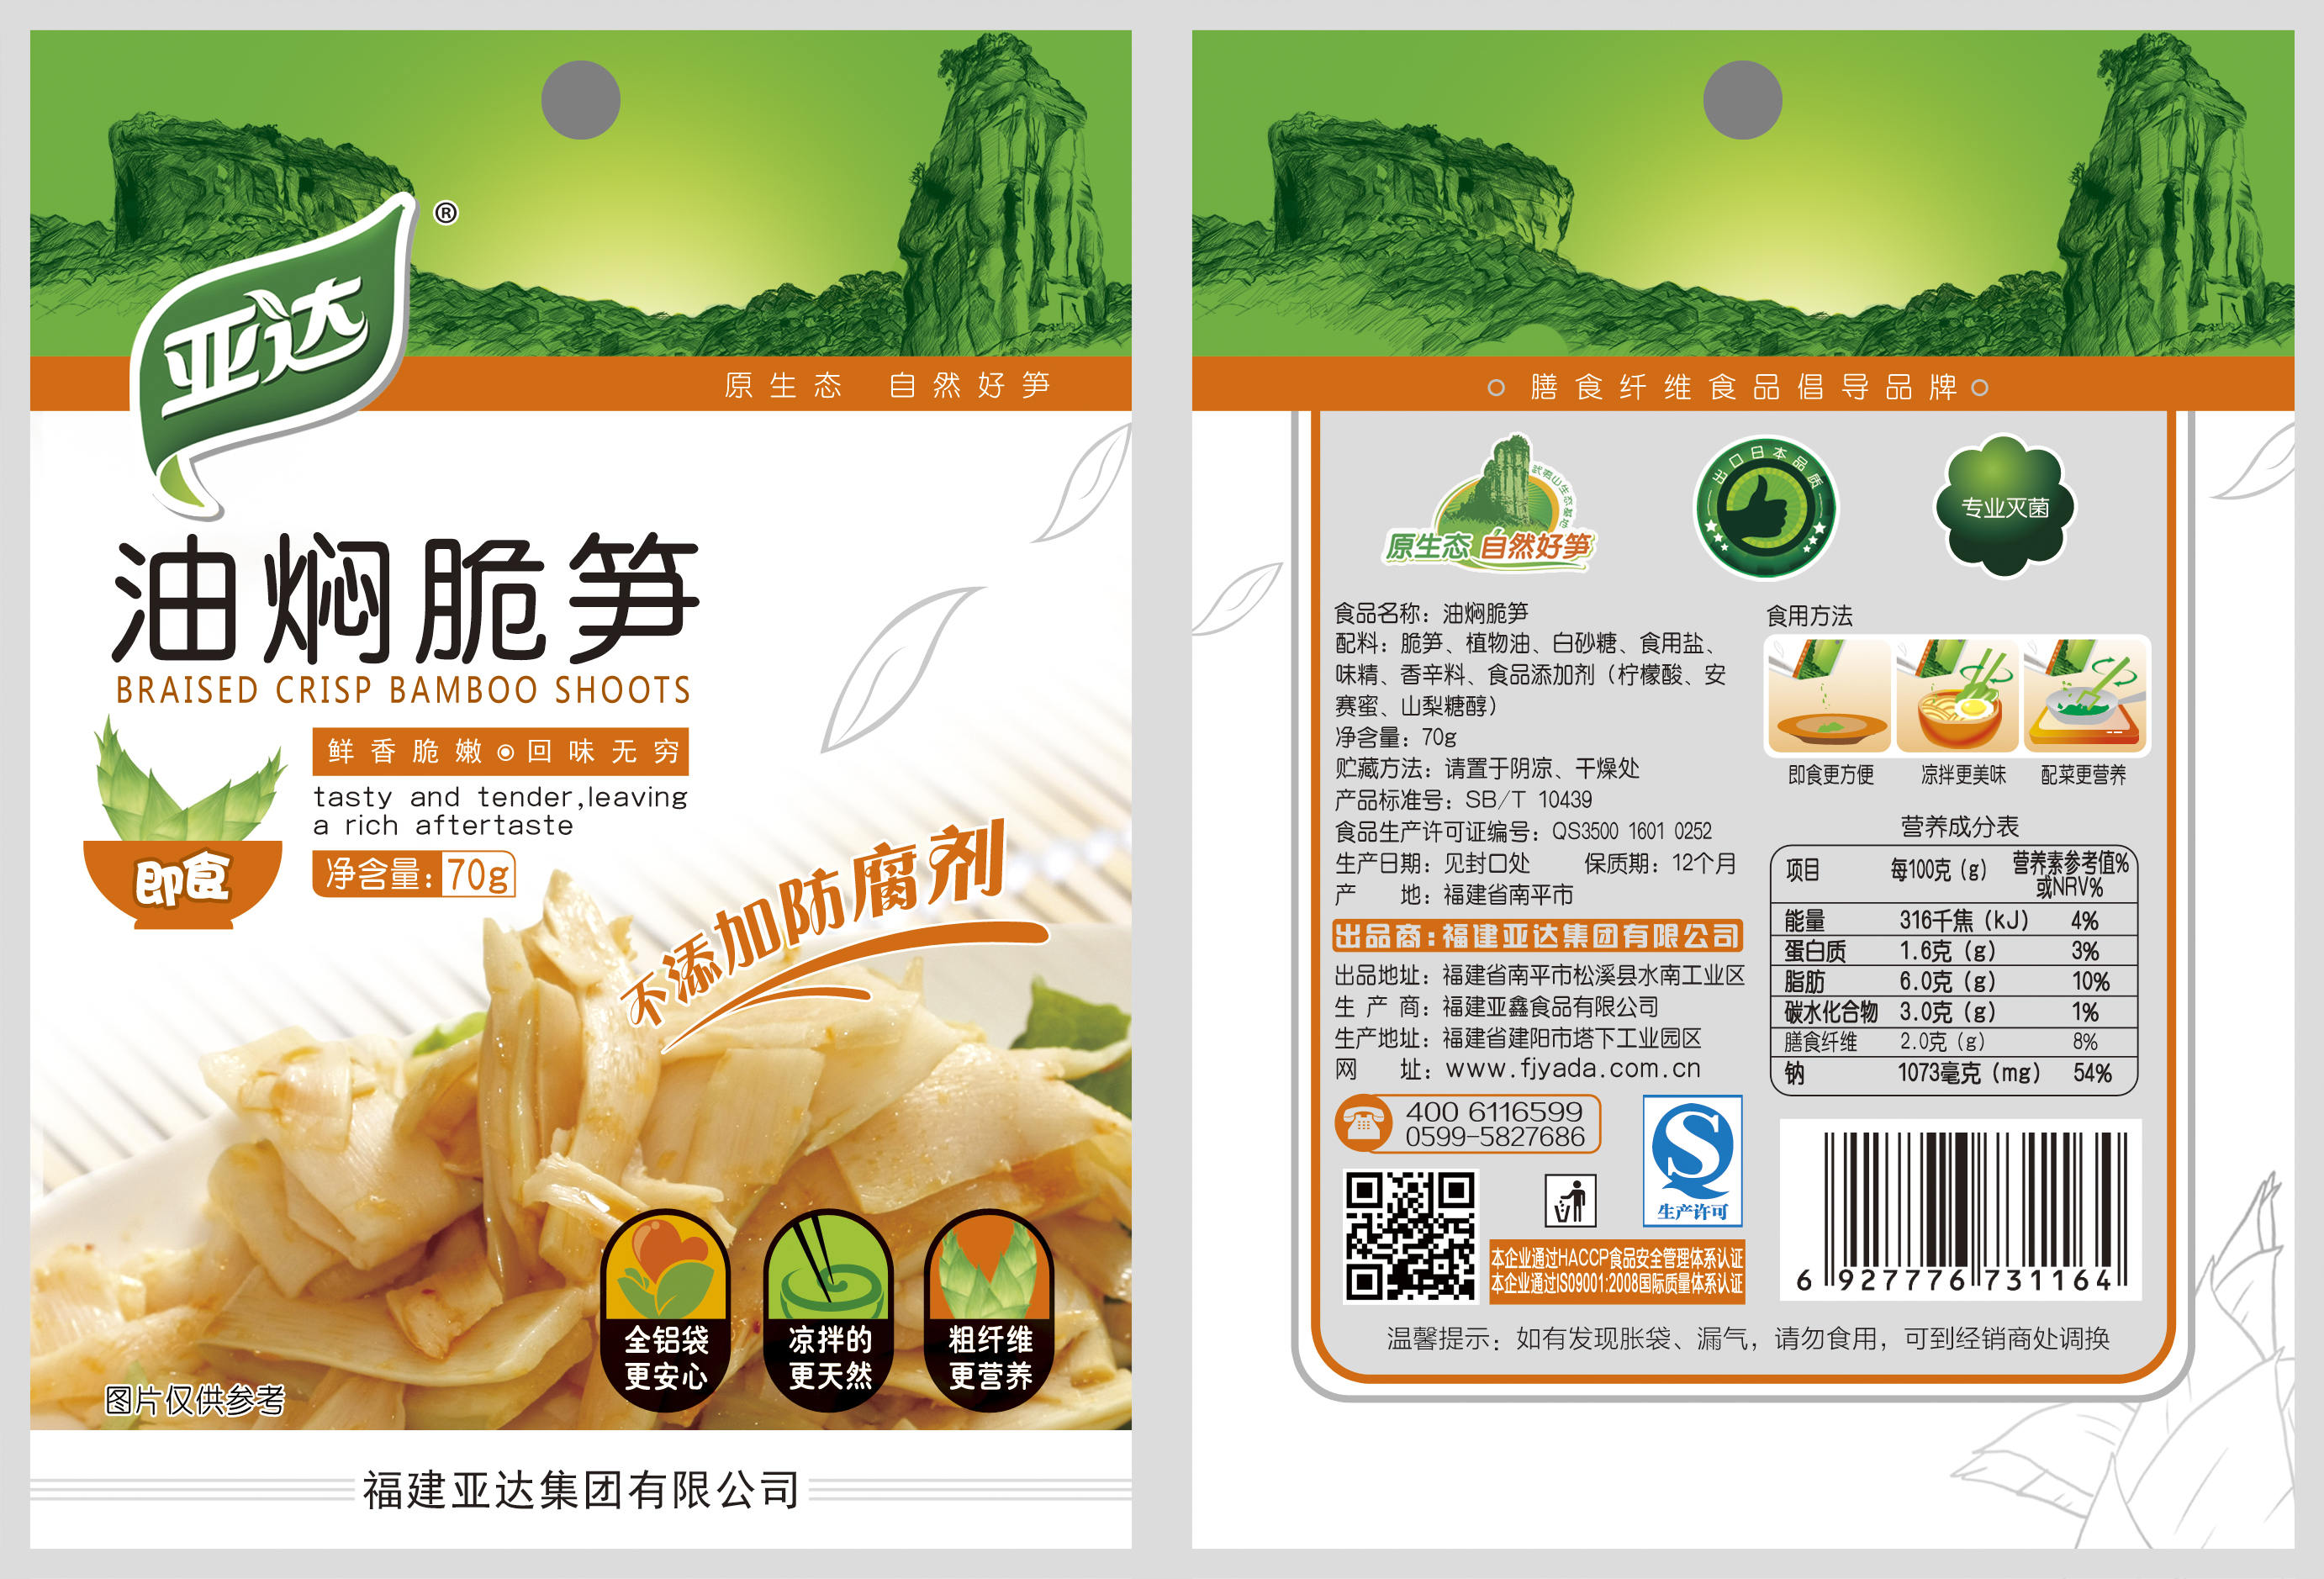 亚达
®
原生态 自然好笋
油焖脆笋
BRAISED CRISP BAMBOO SHOOTS
鲜香脆嫩◉回味无穷
tasty and tender,leaving
a rich aftertaste
即食
净含量：70g
不添加防腐剂
全铝袋
更安心
凉拌的
更天然
粗纤维
更营养
图片仅供参考
福建亚达集团有限公司
膳食纤维食品倡导品牌
武夷山生态基地
原生态 自然好笋
出口日本品质
专业灭菌
食品名称：油焖脆笋
配料：脆笋、植物油、白砂糖、食用盐、
味精、香辛料、食品添加剂（柠檬酸、安
赛蜜、山梨糖醇）
净含量：70g
贮藏方法：请置于阴凉、干燥处
产品标准号：SB/T 10439
食品生产许可证编号：QS3500 1601 0252
生产日期：见封口处 保质期：12个月
产 地：福建省南平市
出品商：福建亚达集团有限公司
出品地址：福建省南平市松溪县水南工业区
生产商：福建亚鑫食品有限公司
生产地址：福建省建阳市塔下工业园区
网 址：www.fjyada.com.cn
400 6116599
0599-5827686
生产许可
本企业通过HACCP食品安全管理体系认证
本企业通过IS09001:2008国际质量体系认证
食用方法
即食更方便 凉拌更美味 配菜更营养
营养成分表
项目 每100克（g） 营养素参考值%
或NRV%
能量 316千焦（kJ） 4%
蛋白质 1.6克（g） 3%
脂肪 6.0克（g） 10%
碳水化合物 3.0克（g） 1%
膳食纤维 2.0克（g） 8%
钠 1073毫克（mg） 54%
6 927776 731164
温馨提示：如有发现胀袋、漏气，请勿食用，可到经销商处调换